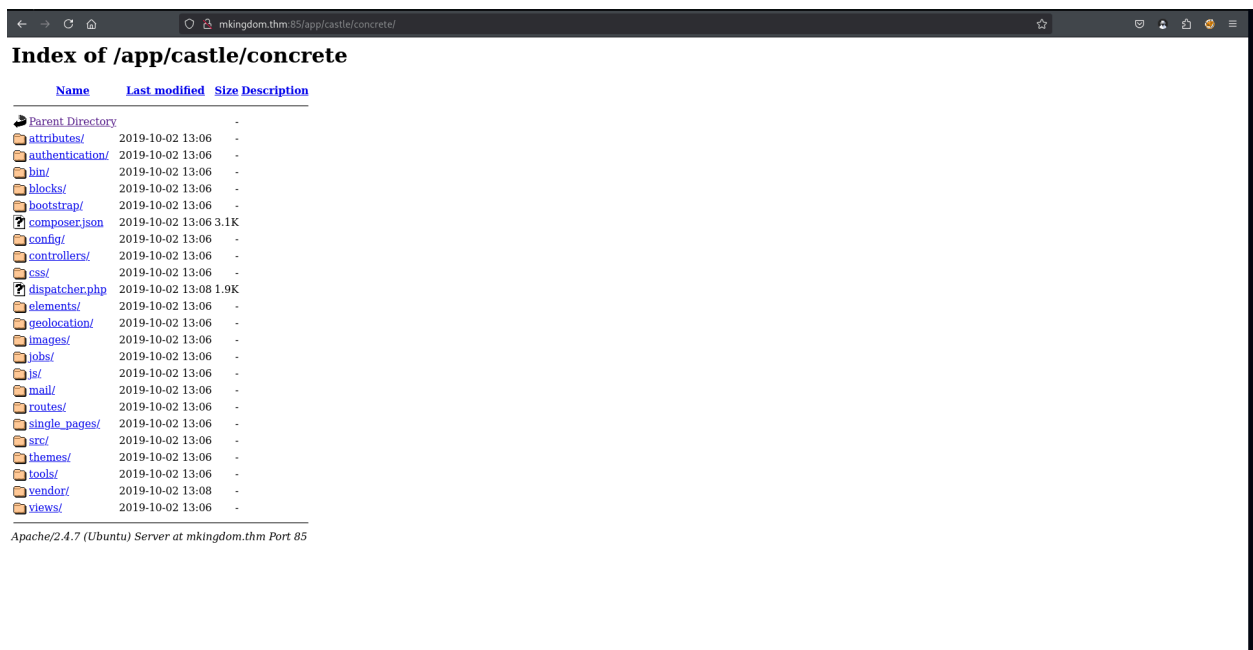 mkingdom.thm:85/app/castle/concrete/
Index of /app/castle/concrete
Name Last modified Size Description
Parent Directory -
attributes/ 2019-10-02 13:06 -
authentication/ 2019-10-02 13:06 -
bin/ 2019-10-02 13:06 -
blocks/ 2019-10-02 13:06 -
bootstrap/ 2019-10-02 13:06 -
composer.json 2019-10-02 13:06 3.1K
config/ 2019-10-02 13:06 -
controllers/ 2019-10-02 13:06 -
css/ 2019-10-02 13:06 -
dispatcher.php 2019-10-02 13:08 1.9K
elements/ 2019-10-02 13:06 -
geolocation/ 2019-10-02 13:06 -
images/ 2019-10-02 13:06 -
jobs/ 2019-10-02 13:06 -
js/ 2019-10-02 13:06 -
mail/ 2019-10-02 13:06 -
routes/ 2019-10-02 13:06 -
single_pages/ 2019-10-02 13:06 -
src/ 2019-10-02 13:06 -
themes/ 2019-10-02 13:06 -
tools/ 2019-10-02 13:06 -
vendor/ 2019-10-02 13:08 -
views/ 2019-10-02 13:06 -
Apache/2.4.7 (Ubuntu) Server at mkingdom.thm Port 85